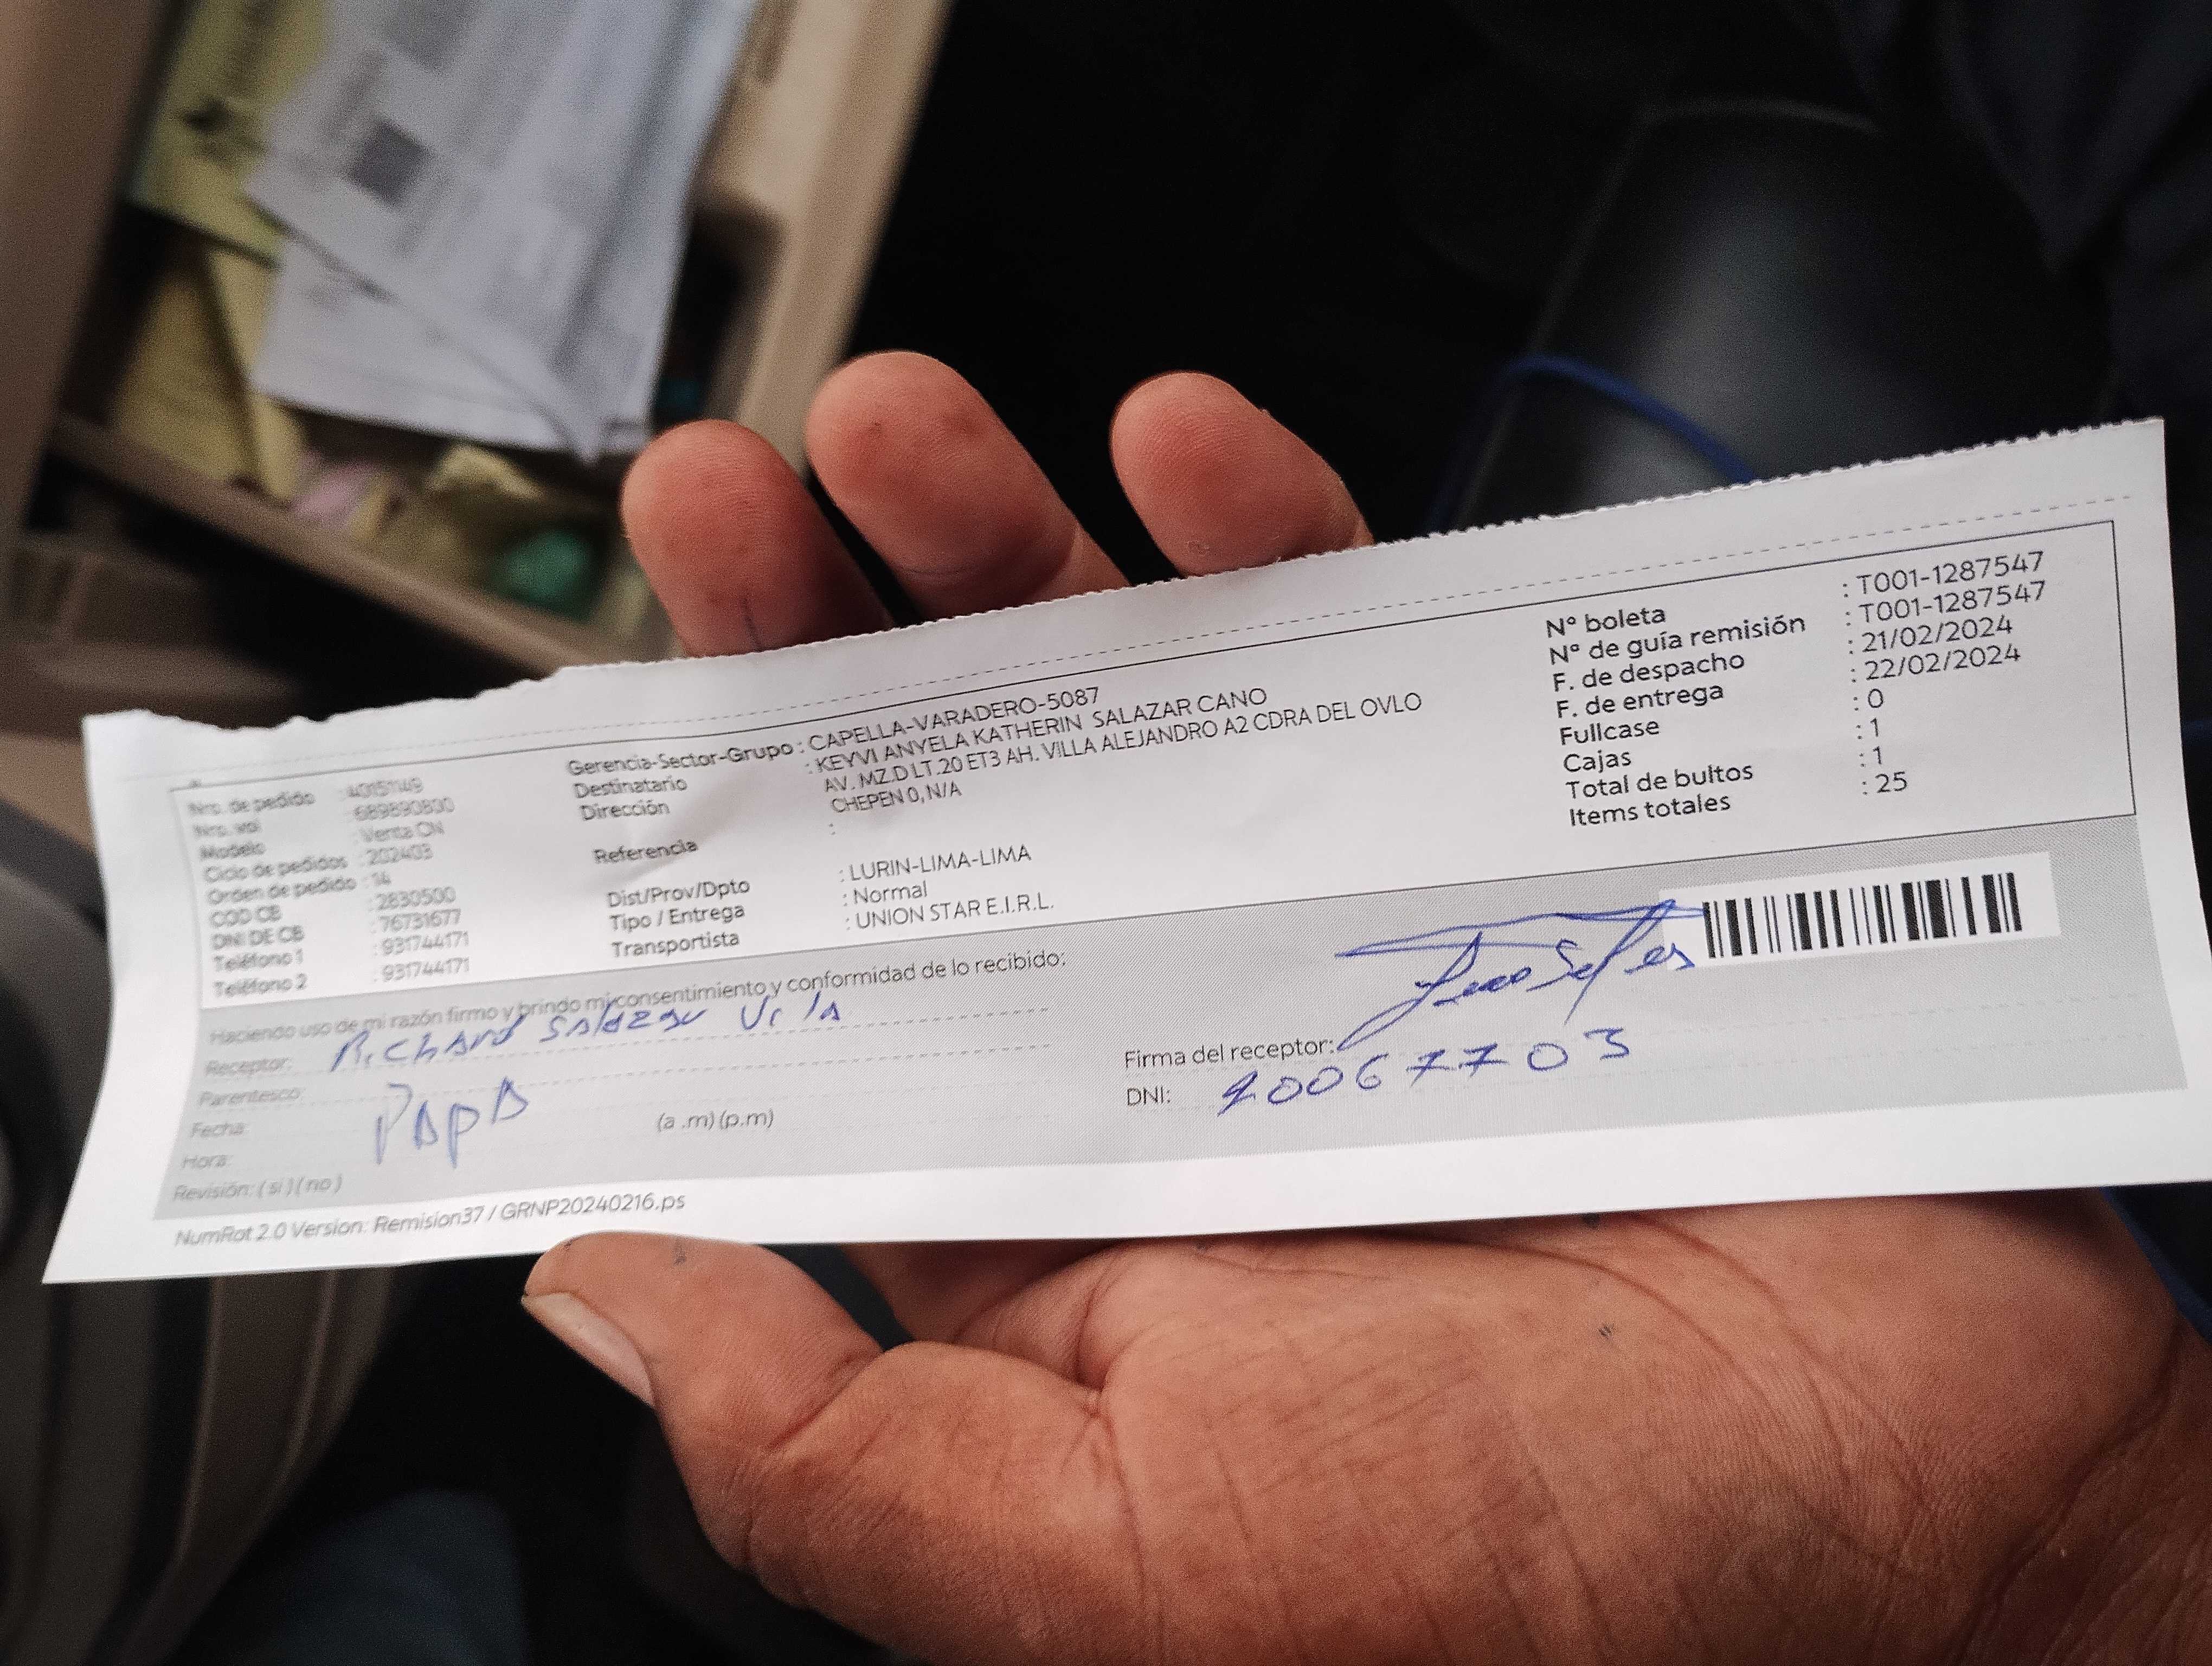 Nro. de pedido : 40151149
Nro. vol : 689890800
Modelo : Venta CN
Ciclo de pedidos : 202403
Orden de pedido : 14
COD CB : 2830500
DNI DE CB : 76731677
Teléfono 1 : 931744171
Teléfono 2 : 931744171
Gerencia-Sector-Grupo : CAPELLA-VARADERO-5087
Destinatario : KEYVI ANYELA KATHERIN SALAZAR CANO
Dirección AV. MZ.D LT.20 ET3 AH. VILLA ALEJANDRO A2 CDRA DEL OVLO
CHEPEN 0, N/A
Referencia :
Dist/Prov/Dpto : LURIN-LIMA-LIMA
Tipo / Entrega : Normal
Transportista : UNION STAR E.I.R.L.
N° boleta : T001-1287547
N° de guía remisión : T001-1287547
F. de despacho : 21/02/2024
F. de entrega : 22/02/2024
Fullcase : 0
Cajas : 1
Total de bultos : 1
Items totales : 25
Haciendo uso de mi razón firmo y brindo mi consentimiento y conformidad de lo recibido:
Receptor: Richard Salazar Vila
Parentesco:
Fecha: PApA
Hora: (a .m) (p.m)
Revisión: ( si ) ( no )
Firma del receptor:
DNI: 20067703
NumRot 2.0 Version: Remision37 / GRNP20240216.ps